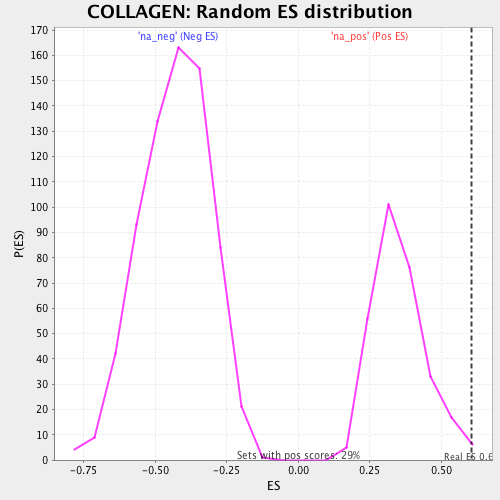 COLLAGEN: Random ES distribution
'na_neg' (Neg ES) 'na_pos' (Pos ES)
170
160
150
140
130
120
110
100
90
80
70
60
50
40
30
20
10
0
P(ES)
Sets with pos scores: 29%
Real ES 0.6
-0.75 -0.50 -0.25 0.00 0.25 0.50
ES